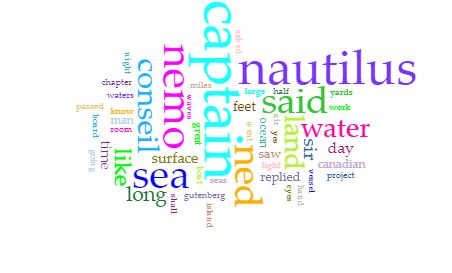 captain
nautilus
nemo
said
sea
ned
water
conseil
land
like
long
sir
day
time
surface
feet
saw
replied
canadian
man
know
great
ocean
room
chapter
waters
passed
board
going
night
miles
waves
asked
large
half
yards
work
air
yes
went
light
boat
seas
shall
gutenberg
island
eyes
hand
vessel
project